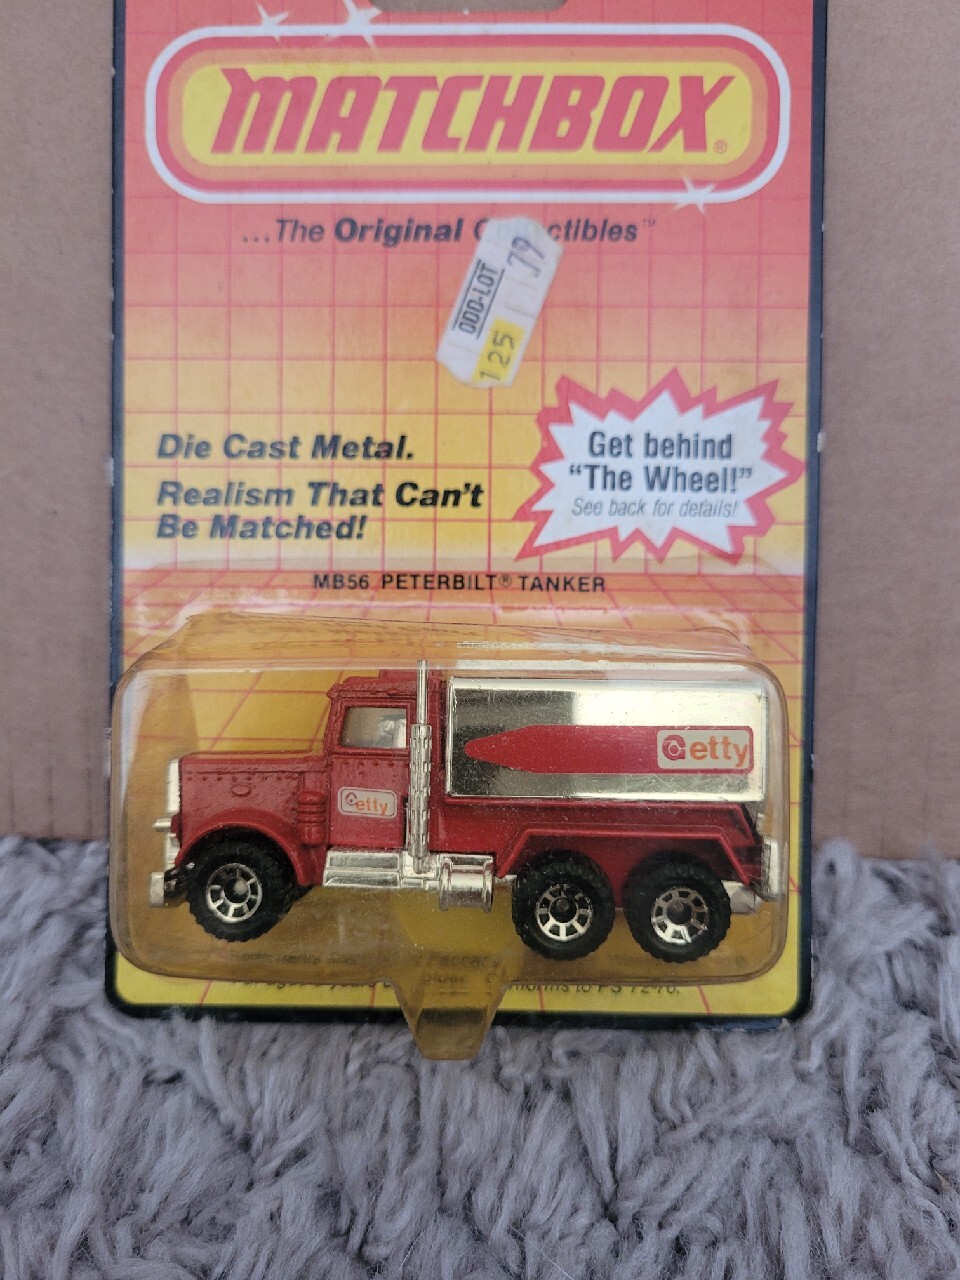 MATCHBOX®
...The Original ctibles™
ODD-LOT
79
125
Die Cast Metal.
Realism That Can't
Be Matched!
Get behind
“The Wheel!”
See back for details!
MB56 PETERBILT® TANKER
Getty
Getty